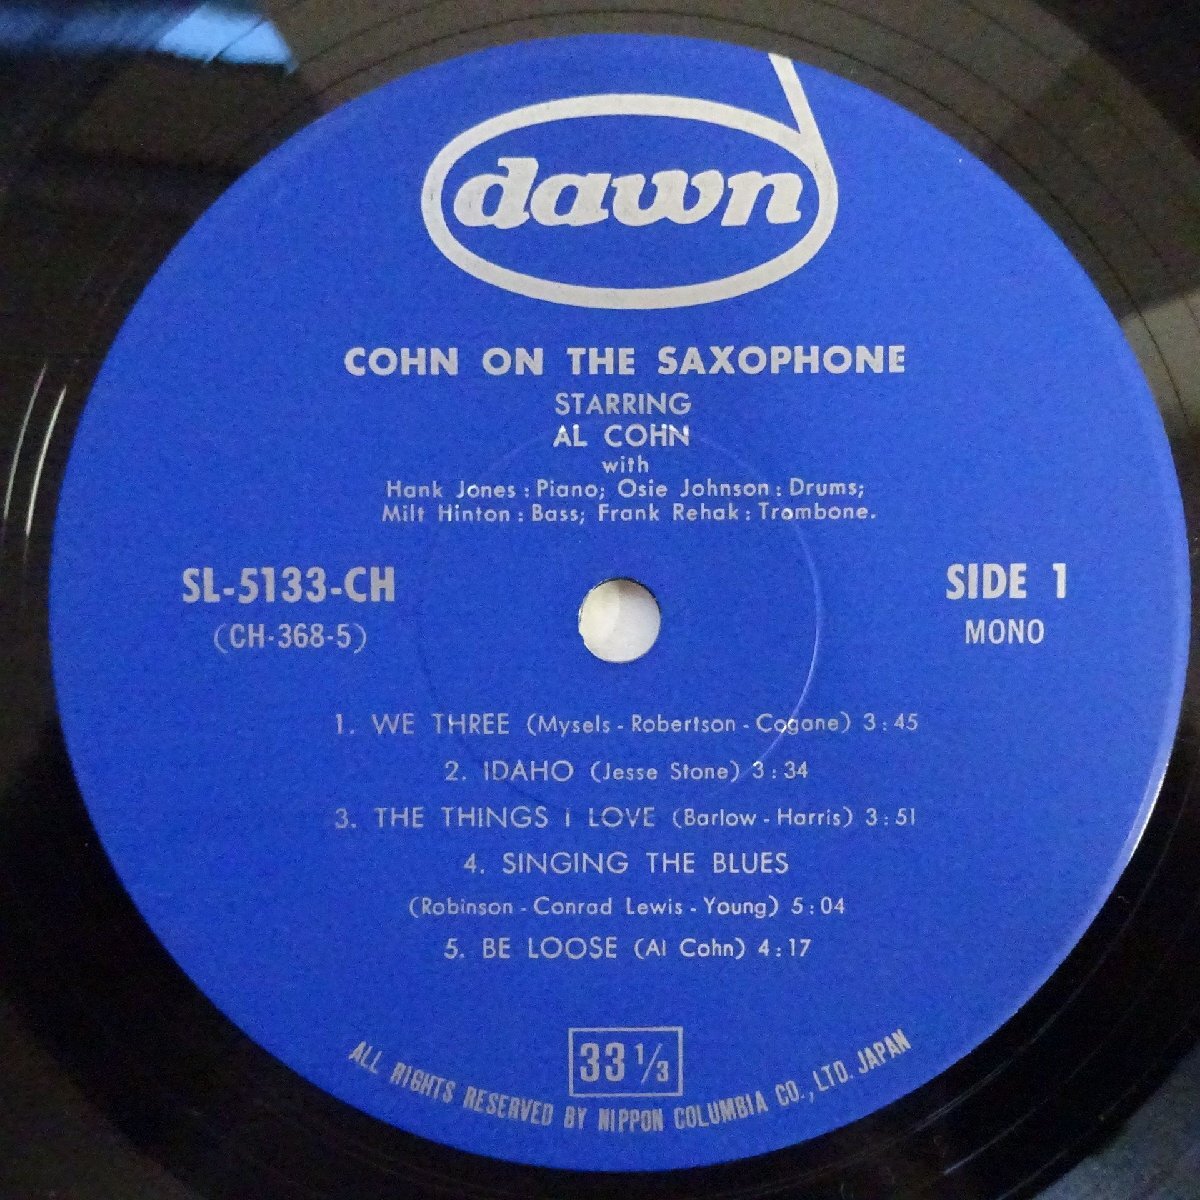 dawn
COHN ON THE SAXOPHONE
STARRING
AL COHN
with
Hank Jones : Piano; Osie Johnson : Drums;
Milt Hinton : Bass; Frank Rehak : Trombone.
SL-5133-CH
(CH-368-5)
SIDE 1
MONO
1. WE THREE (Mysels - Robertson - Cogane) 3 : 45
2. IDAHO (Jesse Stone) 3 : 34
3. THE THINGS I LOVE (Barlow - Harris) 3 : 51
4. SINGING THE BLUES
(Robinson - Conrad Lewis - Young) 5 : 04
5. BE LOOSE (Al Cohn) 4 : 17
33 1/3
ALL RIGHTS RESERVED BY NIPPON COLUMBIA CO., LTD. JAPAN